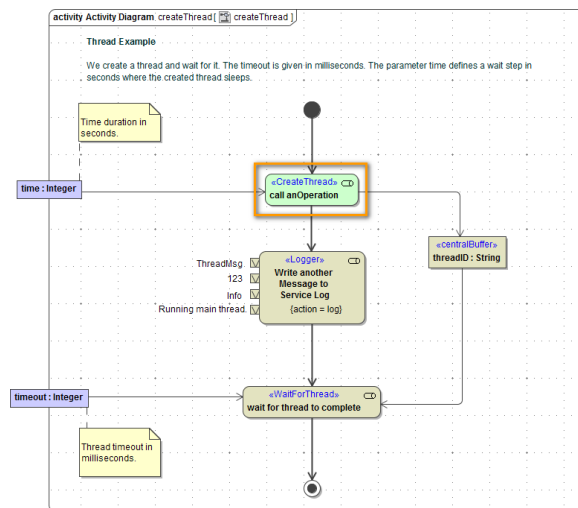 activity Activity Diagram createThread [ createThread ]
Thread Example
We create a thread and wait for it. The timeout is given in milliseconds. The parameter time defines a wait step in
seconds where the created thread sleeps.
Time duration in
seconds.
time : Integer
«CreateThread»
call anOperation
«centralBuffer»
threadID : String
ThreadMsg
123
Info
Running main thread.
«Logger»
Write another
Message to
Service Log
{action = log}
timeout : Integer
«WaitForThread»
wait for thread to complete
Thread timeout in
milliseconds.